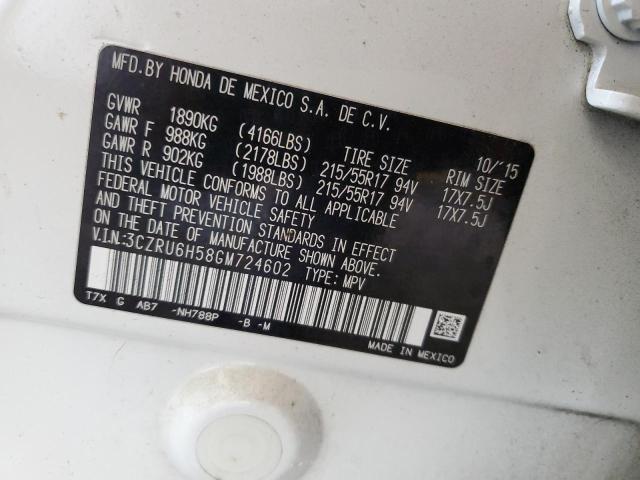 MFD.BY HONDA DE MEXICO S.A. DE C.V.
10/'15
GVWR 1890KG (4166LBS) TIRE SIZE RIM SIZE
GAWR F 988KG (2178LBS) 215/55R17 94V 17X7.5J
GAWR R 902KG (1988LBS) 215/55R17 94V 17X7.5J
THIS VEHICLE CONFORMS TO ALL APPLICABLE
FEDERAL MOTOR VEHICLE SAFETY
AND THEFT PREVENTION STANDARDS IN EFFECT
ON THE DATE OF MANUFACTURE SHOWN ABOVE.
V.I.N:3CZRU6H58GM724602 TYPE: MPV
T7X G AB7 -NH788P -B -M
MADE IN MEXICO